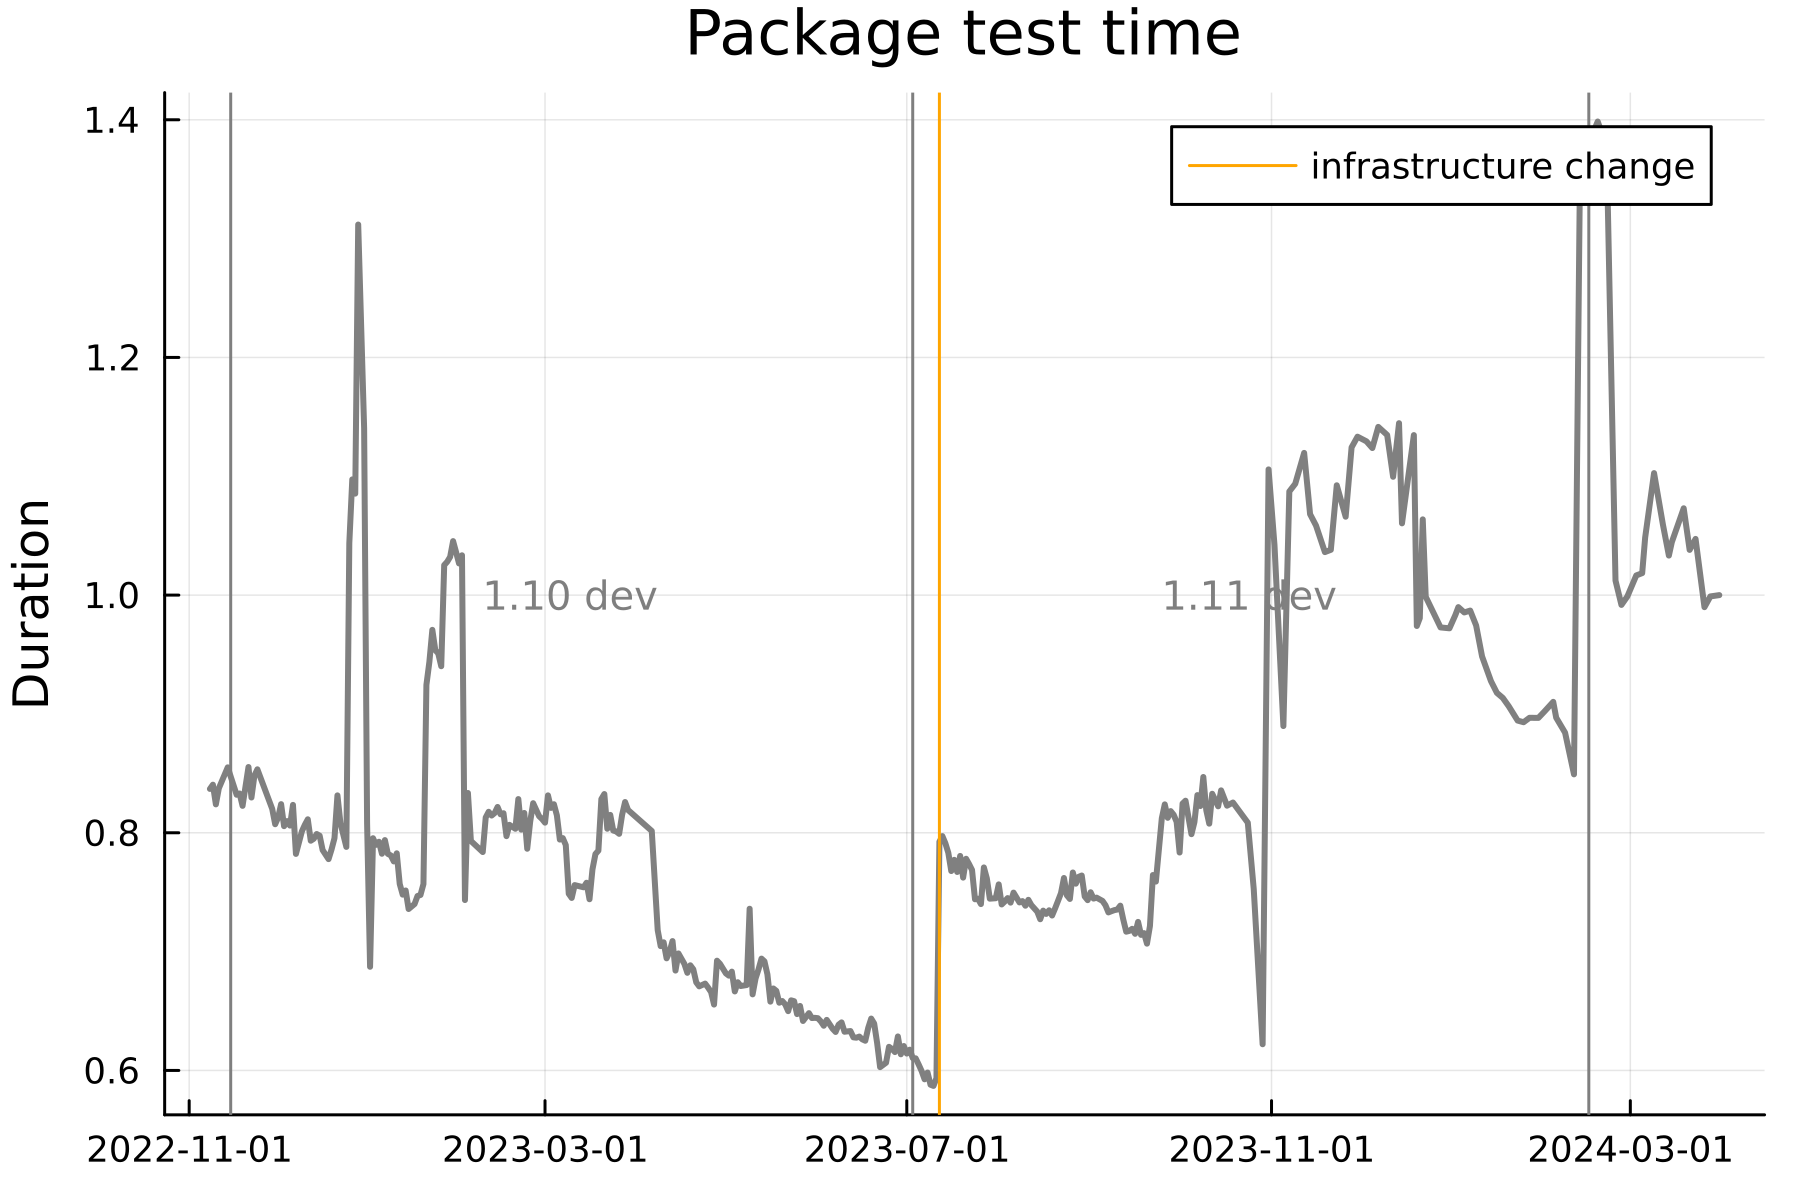 Package test time
1.4
infrastructure change
1.2
1.0
1.10 dev
1.11 dev
Duration
0.8
0.6
2022-11-01
2023-03-01
2023-07-01
2023-11-01
2024-03-01